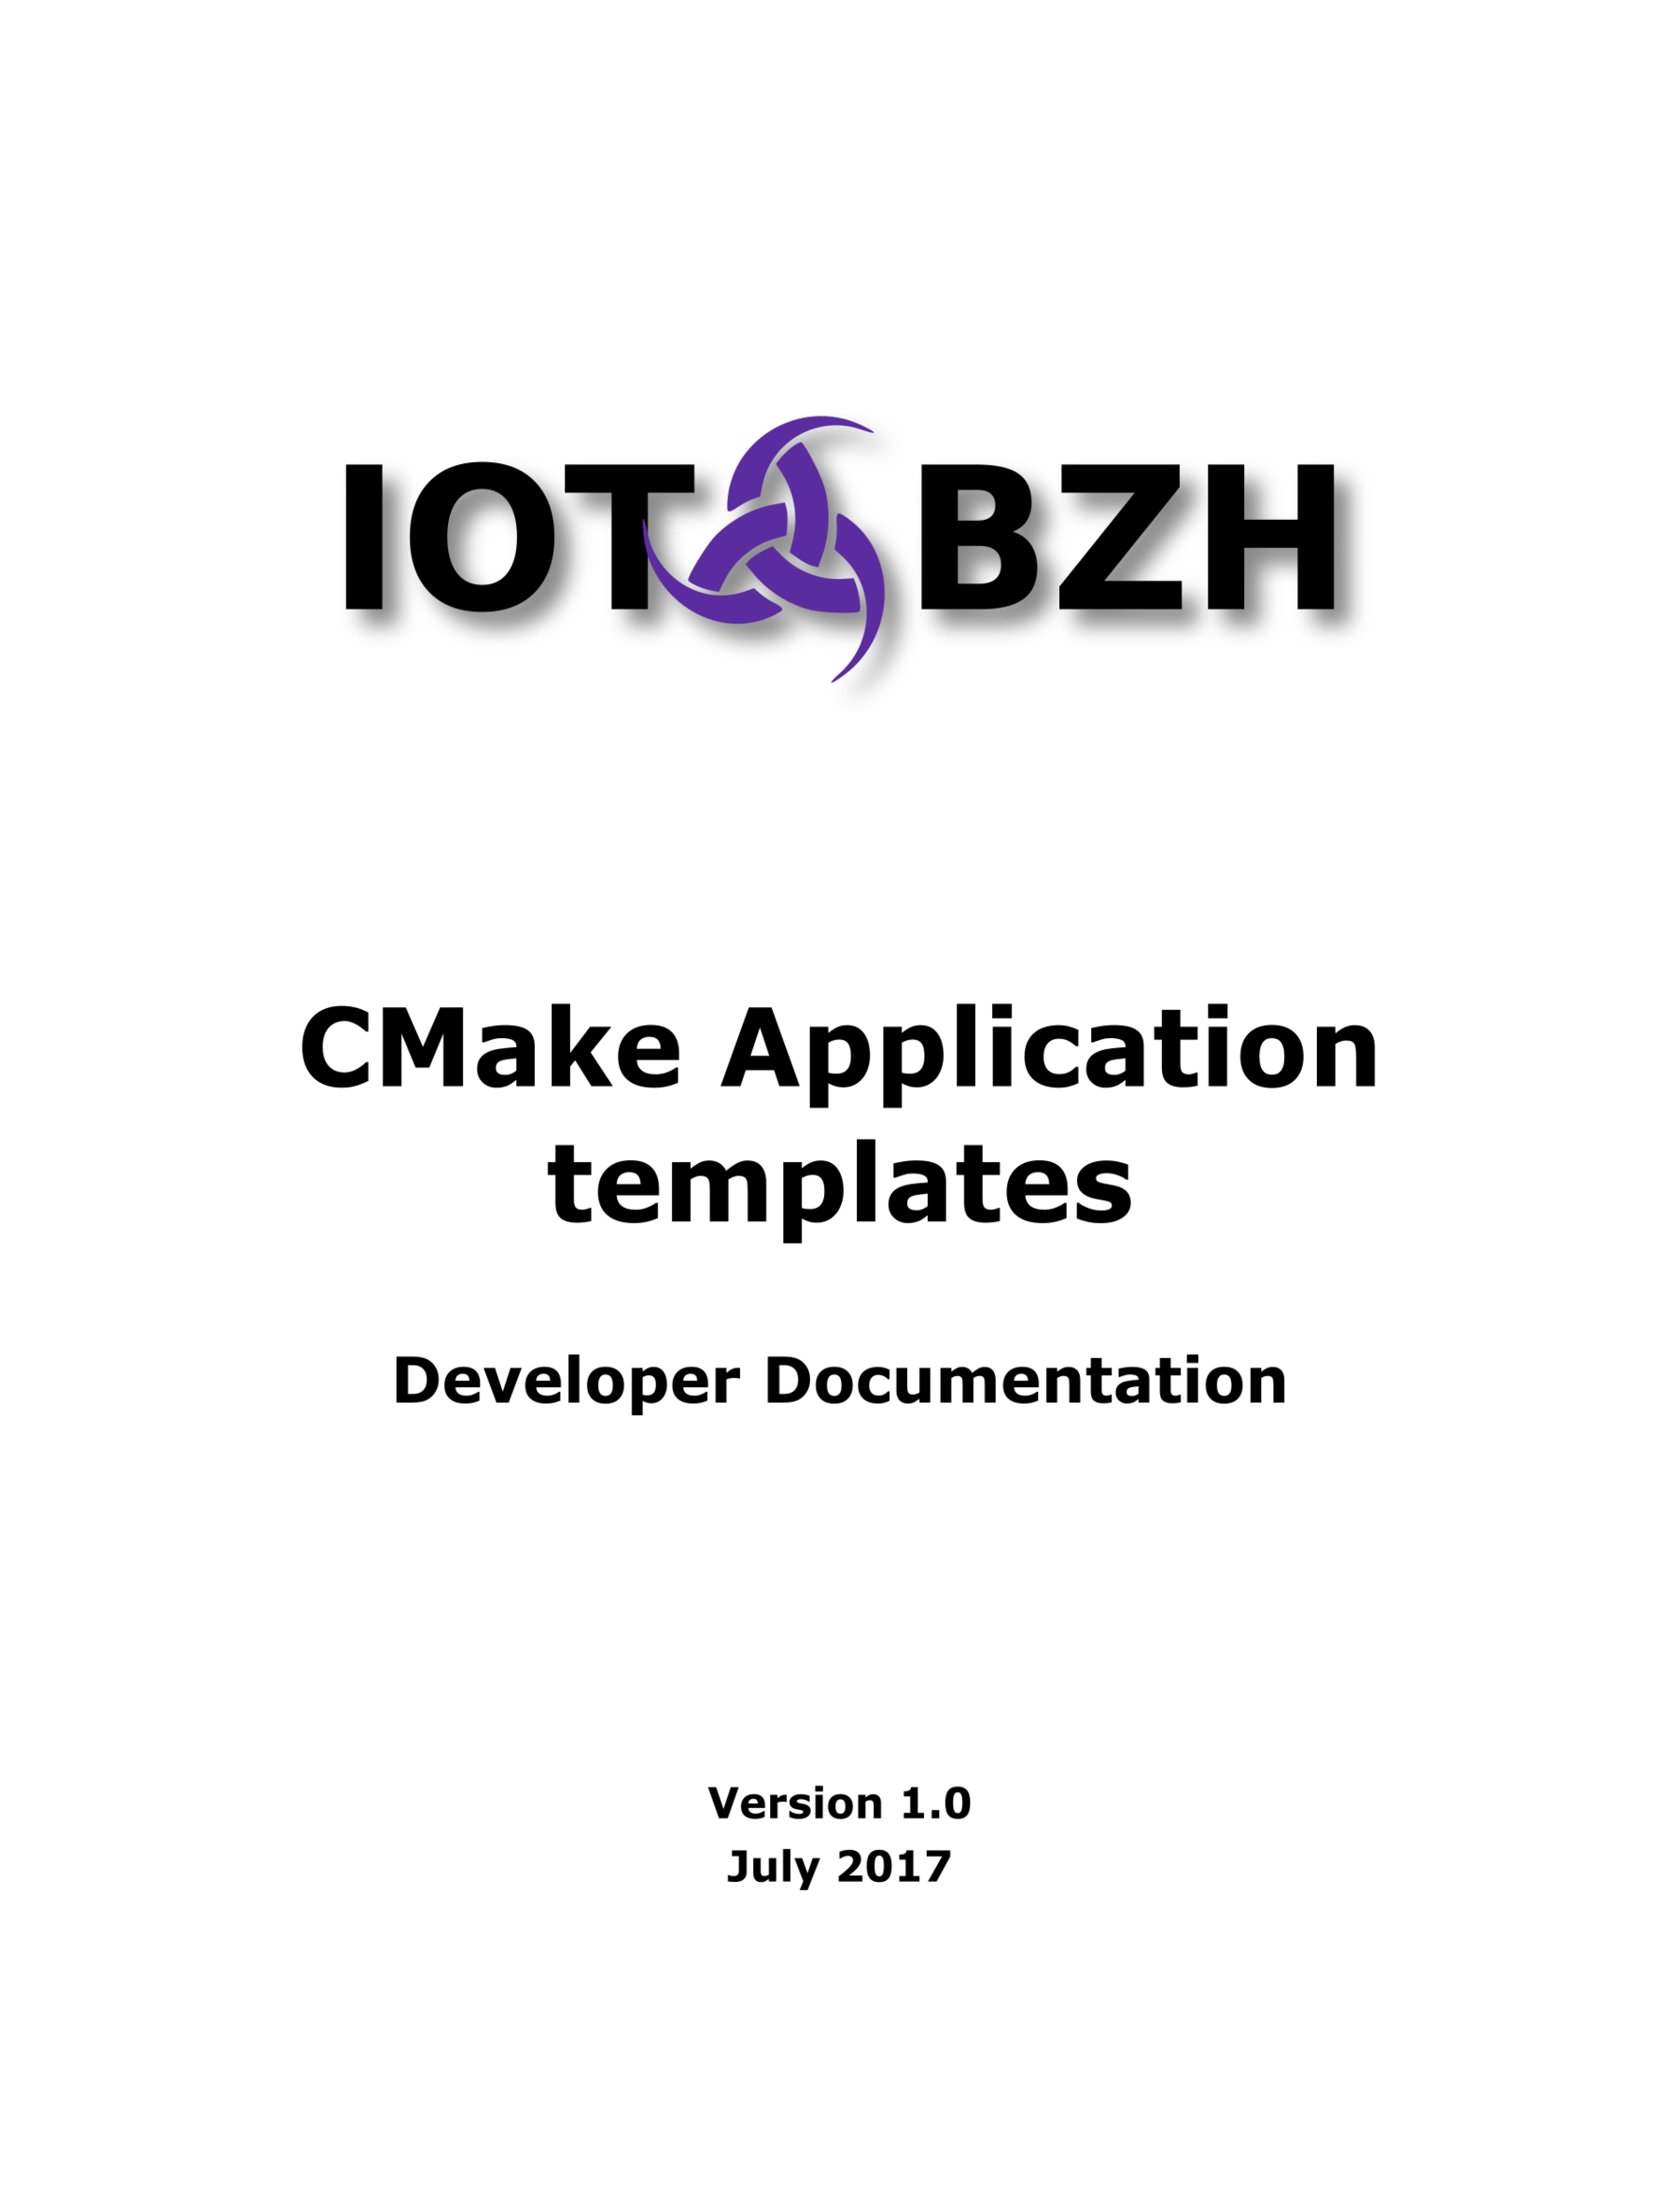 IOT BZH
CMake Application
templates
Developer Documentation
Version 1.0
July 2017